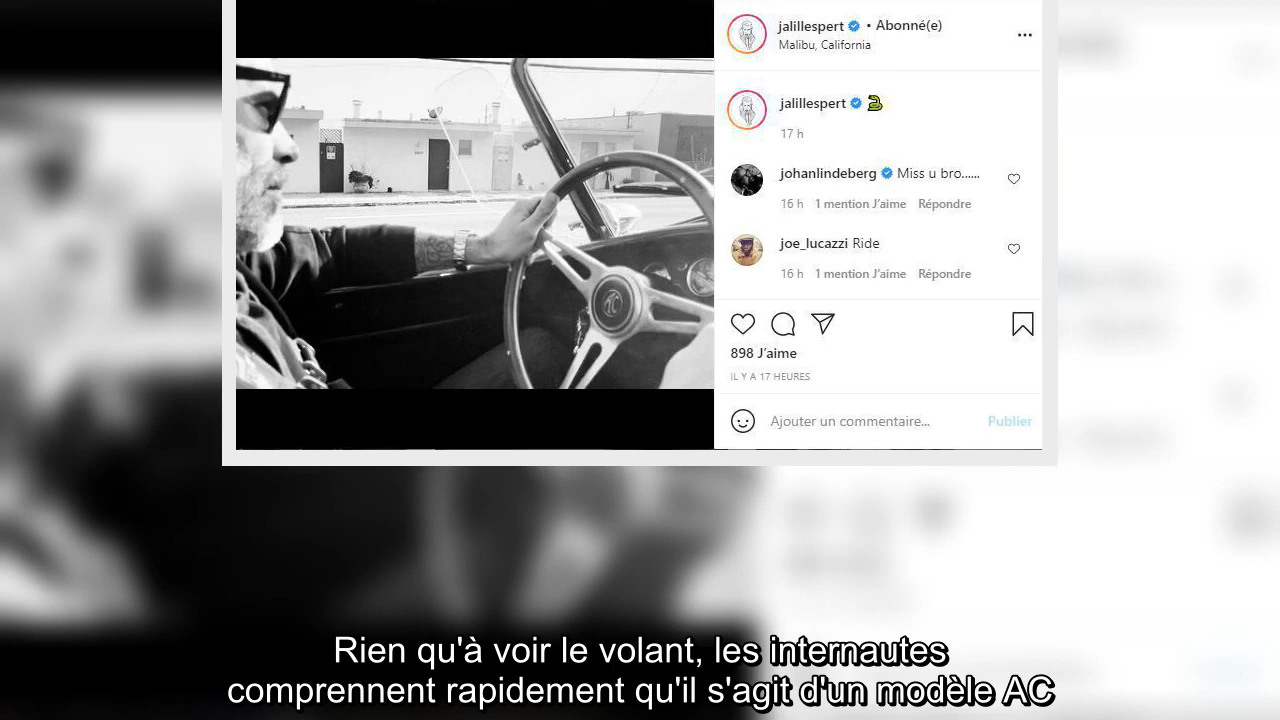 jalillespert • Abonné(e)
Malibu, California
jalillespert
17 h
johanlindeberg Miss u bro......
16 h 1 mention J'aime Répondre
joe_lucazzi Ride
16 h 1 mention J'aime Répondre
898 J'aime
IL Y A 17 HEURES
Ajouter un commentaire... Publier
Rien qu'à voir le volant, les internautes
comprennent rapidement qu'il s'agit d'un modèle AC